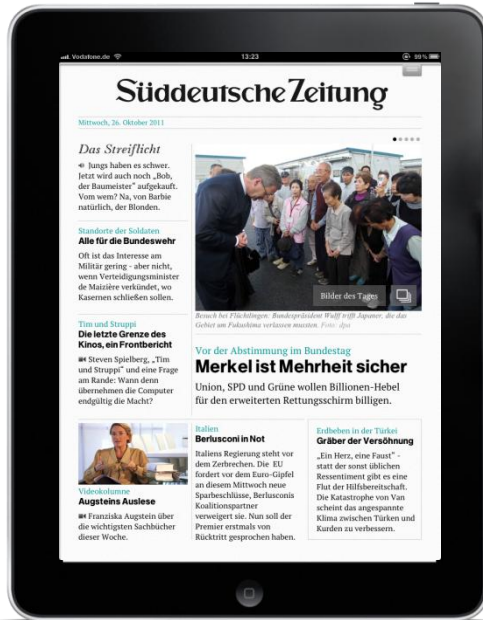 Vodafone.de
13:23
99 %
Süddeutsche Zeitung
Mittwoch, 26. Oktober 2011
Das Streiflicht
Jungs haben es schwer.
Jetzt wird auch noch „Bob,
der Baumeister“ aufgekauft.
Vom wem? Na, von Barbie
natürlich, der Blonden.
Standorte der Soldaten
Alle für die Bundeswehr
Oft ist das Interesse am
Militär gering – aber nicht,
wenn Verteidigungsminister
de Maizière verkündet, wo
Kasernen schließen sollen.
Tim und Struppi
Die letzte Grenze des
Kinos, ein Frontbericht
Steven Spielberg, „Tim
und Struppi“ und eine Frage
am Rande: Wann denn
übernehmen die Computer
endgültig die Macht?
Bilder des Tages
Besuch bei Flüchtlingen: Bundespräsident Wulff trifft Japaner, die das
Gebiet um Fukushima verlassen mussten. Foto: dpa
Vor der Abstimmung im Bundestag
Merkel ist Mehrheit sicher
Union, SPD und Grüne wollen Billionen-Hebel
für den erweiterten Rettungsschirm billigen.
Videokolumne
Augsteins Auslese
Franziska Augstein über
die wichtigsten Sachbücher
dieser Woche.
Italien
Berlusconi in Not
Italiens Regierung steht vor
dem Zerbrechen. Die EU
fordert vor dem Euro-Gipfel
an diesem Mittwoch neue
Sparbeschlüsse, Berlusconis
Koalitionspartner
verweigert sie. Nun soll der
Premier erstmals von
Rücktritt gesprochen haben.
Erdbeben in der Türkei
Gräber der Versöhnung
„Ein Herz, eine Faust“ –
statt der sonst üblichen
Ressentiment gibt es eine
Flut der Hilfsbereitschaft.
Die Katastrophe von Van
scheint das angespannte
Klima zwischen Türken und
Kurden zu verbessern.